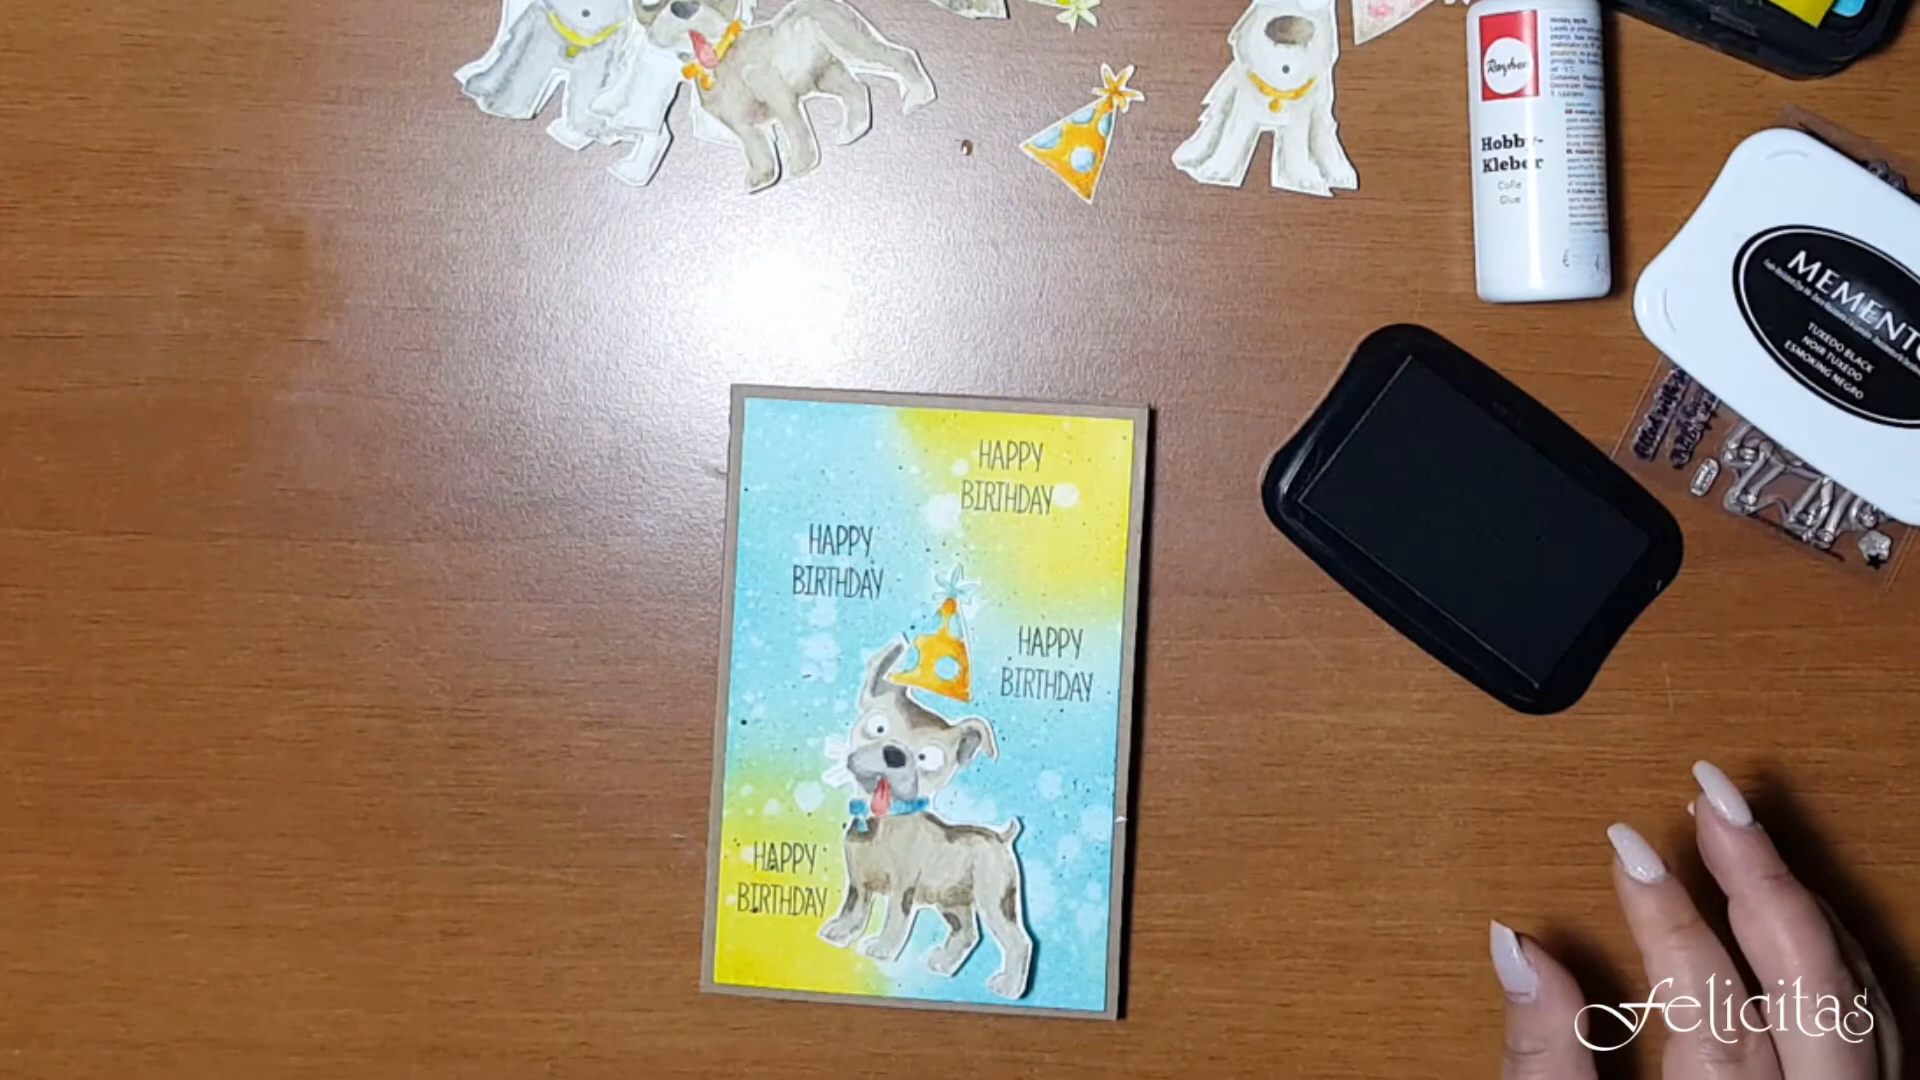 Rayher
Hobby-
Kleber
Colle
Glue
MEMENTO
TUXEDO BLACK
NOIR TUXEDO
ESMOKING NEGRO
HAPPY
BIRTHDAY
HAPPY
BIRTHDAY
HAPPY
BIRTHDAY
HAPPY
BIRTHDAY
Felicitas